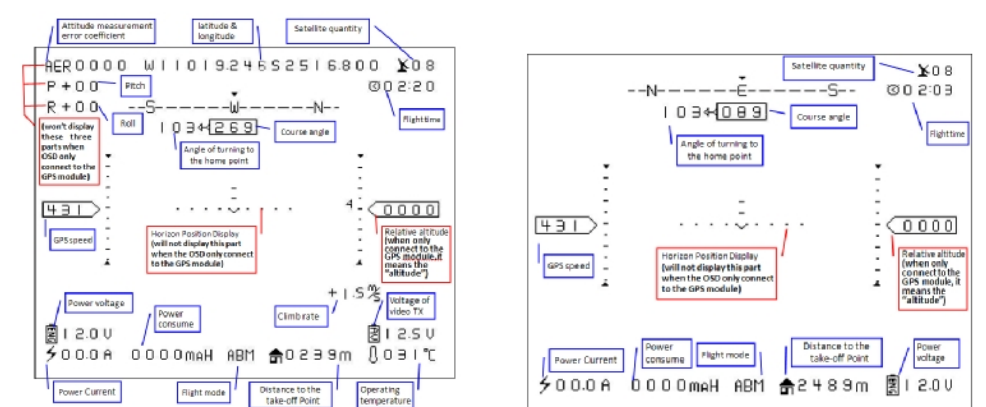 Attitude measurement
error coefficient
latitude &
longitude
Satellite quantity
AER0000 W11019.246S2516.800 08
P+00
Pitch
02:20
R+00
Roll
--S------W------N--
Flighttime
(won't display
these three
parts when
OSD only
connect to the
GPS module)
103 269
Course angle
Angle of turning to
the home point
431
GPS speed
4
0000
Horizon Position Display
(will not display this part
when the OSD only connect
to the GPS module)
Relative altitude
(when only
connect to the
GPS module,it
means the
"altitude")
+1.5 m/s
Climb rate
Power voltage
Power
consume
Voltage of
video TX
12.0V
12.5V
00.0A 0000mAH ABM 0239m 031°C
Power Current
Flight mode
Distance to the
take-off Point
Operating
temperature
Satellite quantity
08
--N------E------S--
02:03
103 089
Course angle
Flighttime
Angle of turning to
the home point
431
GPS speed
0000
Horizon Position Display
(will not display this part
when the OSD only connect
to the GPS module)
Relative altitude
(when only
connect to the
GPS module, it
means the
"altitude")
Power Current
Power
consume
Flight mode
Distance to the
take-off Point
Power
voltage
00.0A 0000mAH ABM 2489m 12.0V